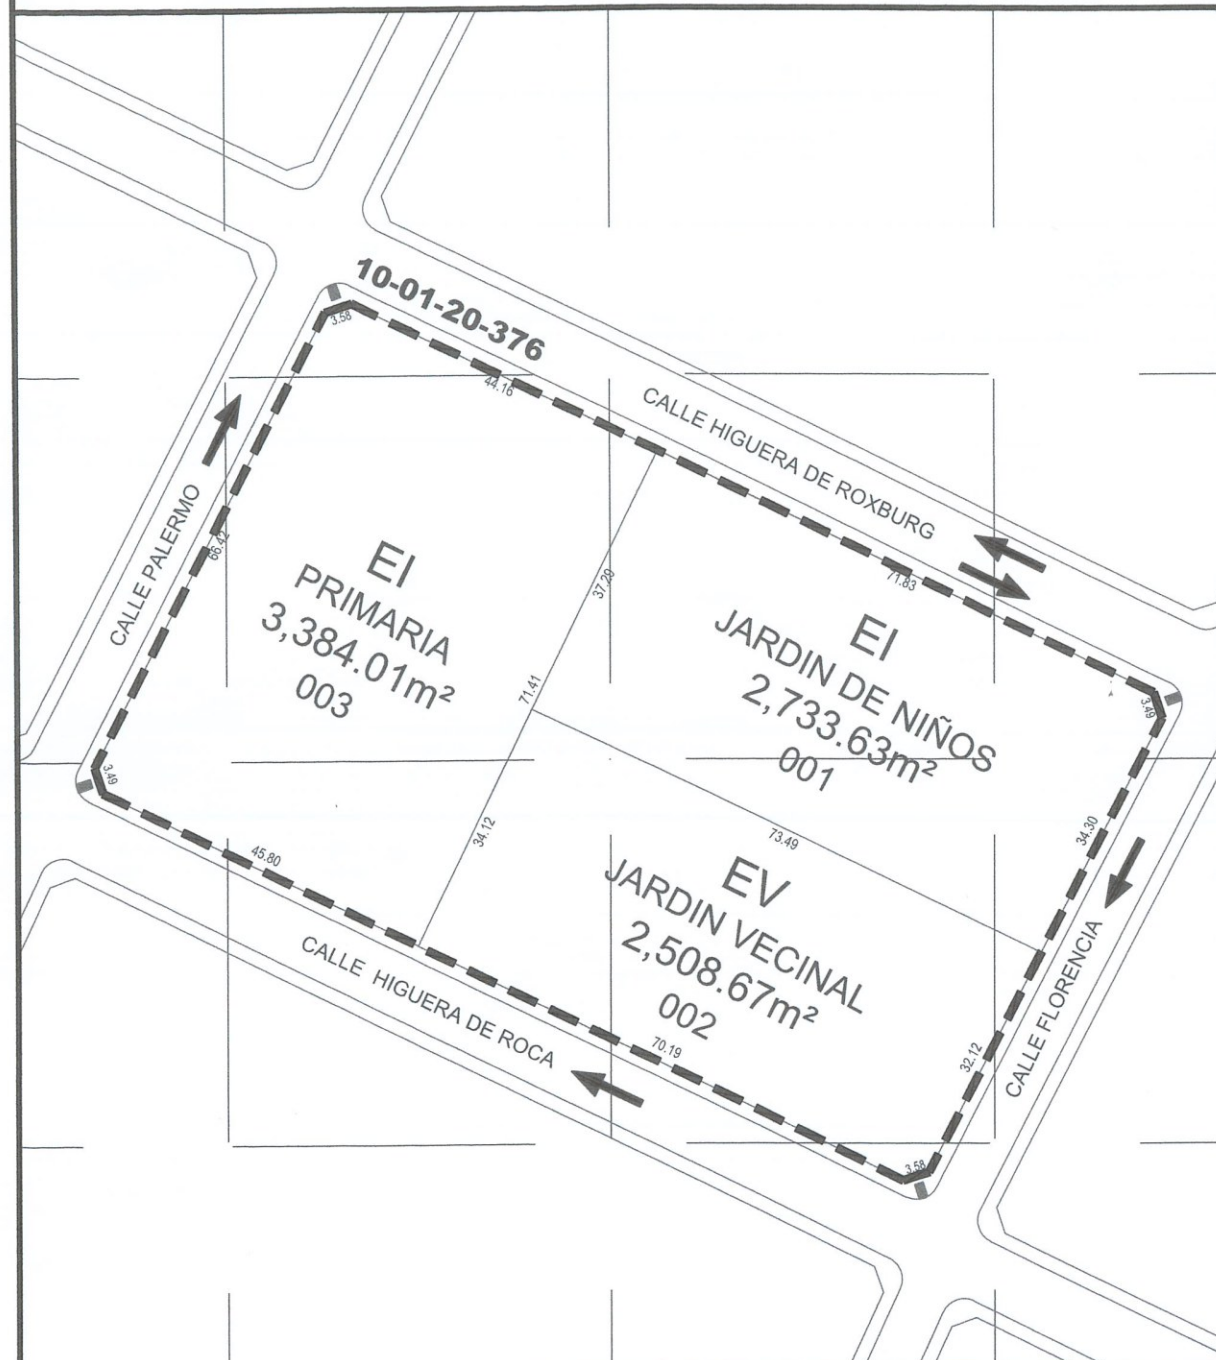 10-01-20-376
3.58
44.16
CALLE HIGUERA DE ROXBURG
71.83
CALLE PALERMO
66.42
EI
PRIMARIA
3,384.01m²
003
37.29
71.41
34.12
EI
JARDIN DE NIÑOS
2,733.63m²
001
3.49
3.49
73.49
34.30
45.80
EV
JARDIN VECINAL
2,508.67m²
002
CALLE HIGUERA DE ROCA
70.19
32.12
CALLE FLORENCIA
3.58